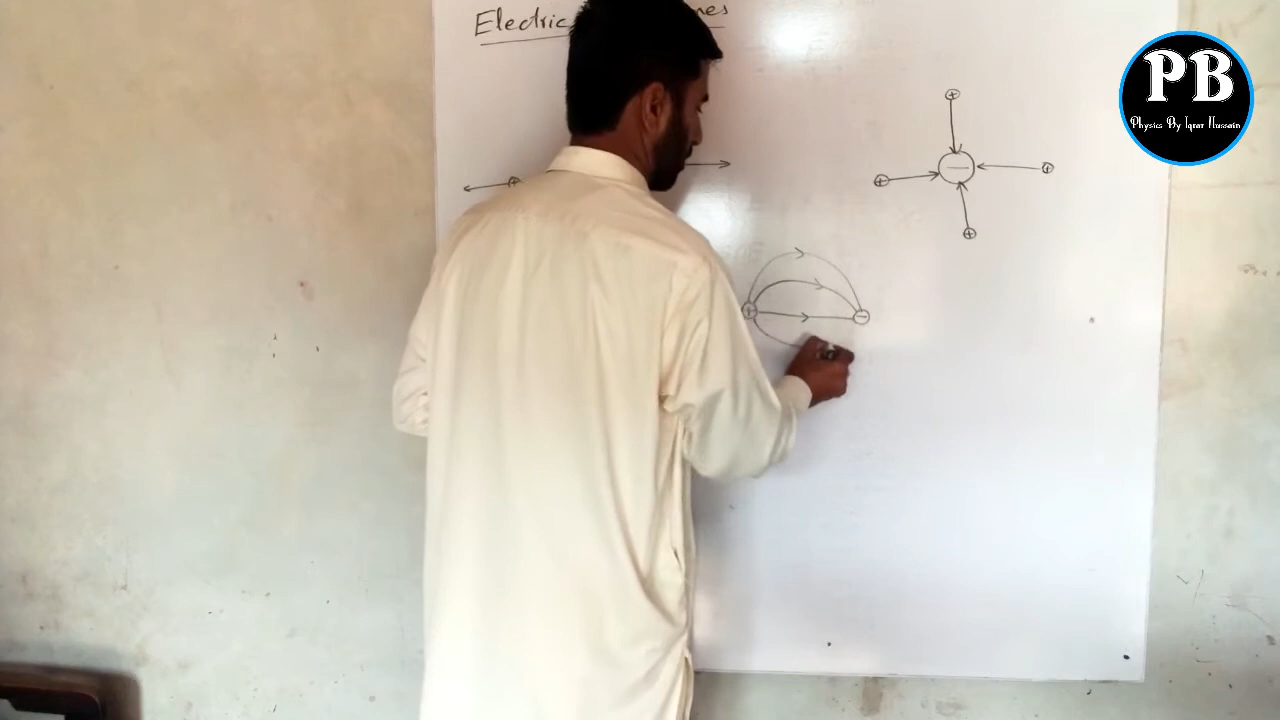 Electric
PB
Physics By Iqrar Hussain
+
+
−
+
+
+
+
−